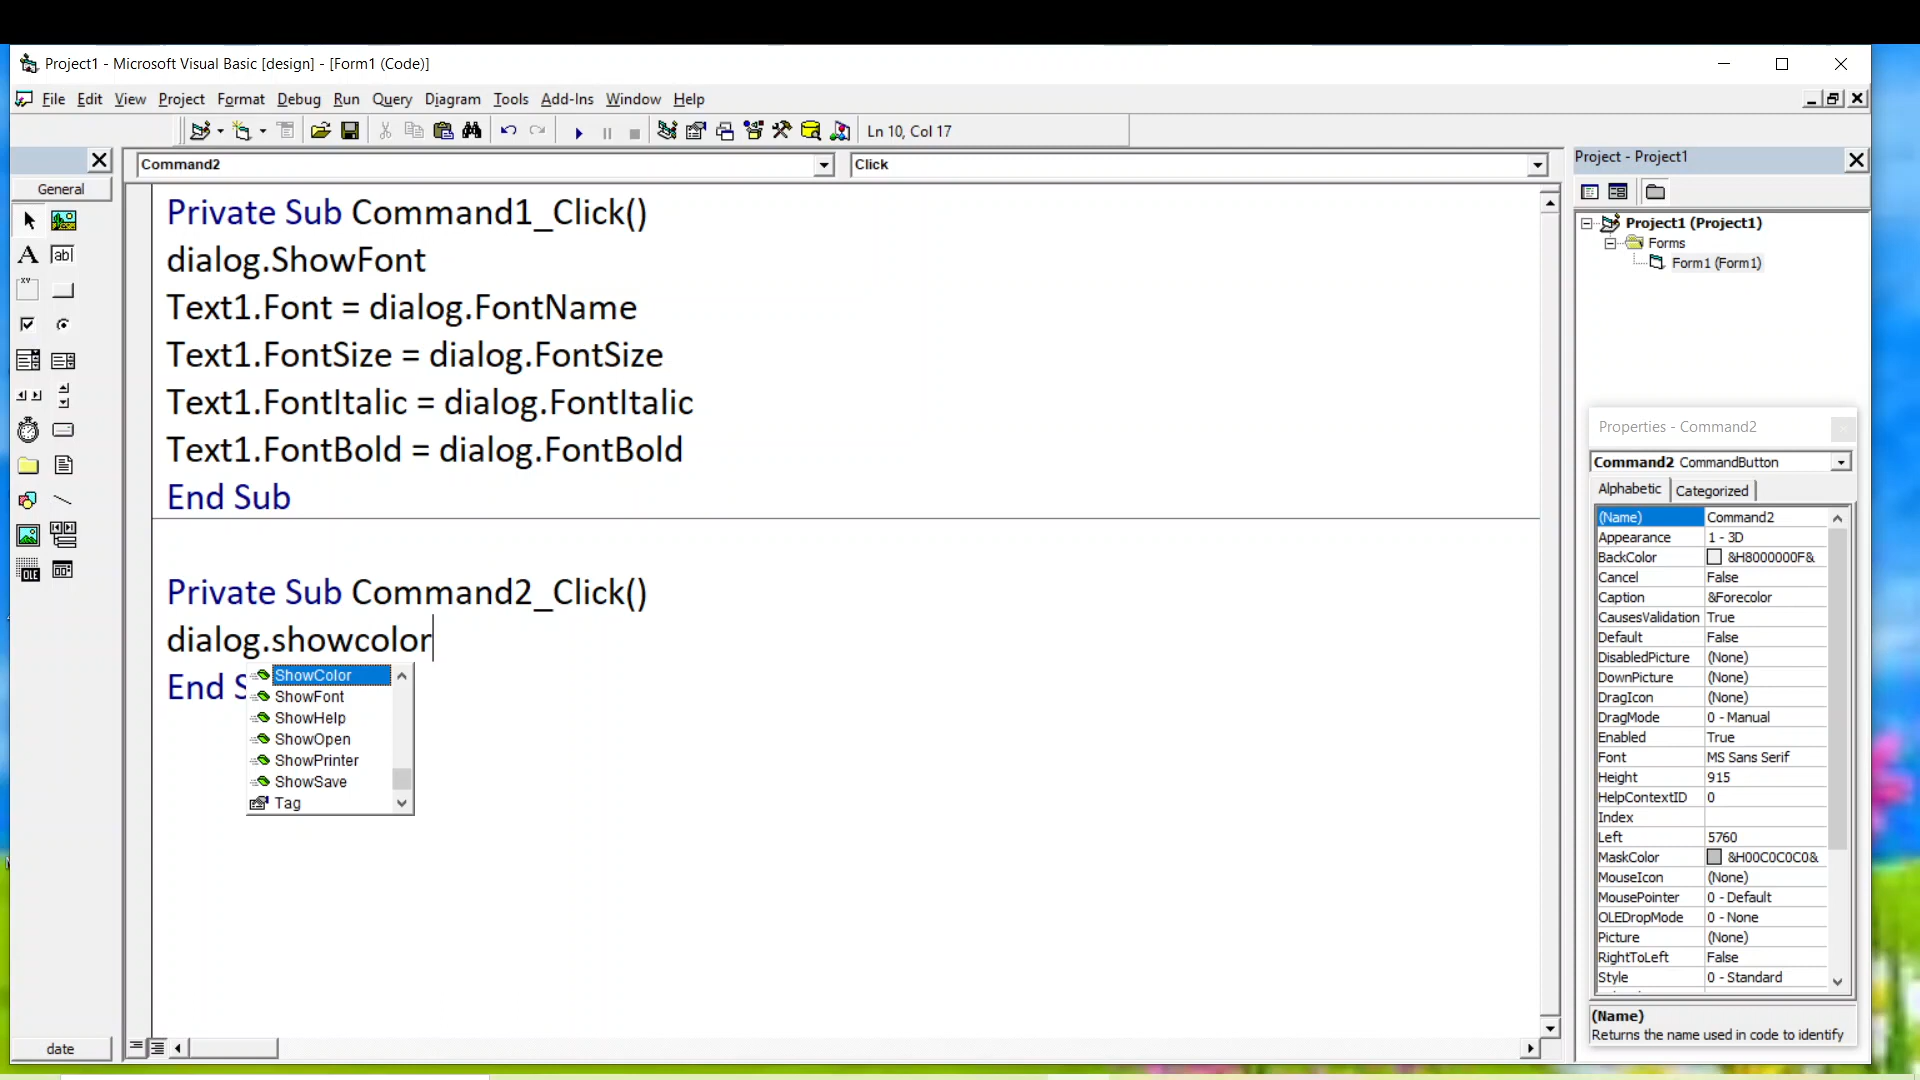 Project1 - Microsoft Visual Basic [design] - [Form1 (Code)]
File Edit View Project Format Debug Run Query Diagram Tools Add-Ins Window Help
Ln 10, Col 17
General
A
abl
XY
OLE
date
Command2
Click
Private Sub Command1_Click()
dialog.ShowFont
Text1.Font = dialog.FontName
Text1.FontSize = dialog.FontSize
Text1.FontItalic = dialog.FontItalic
Text1.FontBold = dialog.FontBold
End Sub
Private Sub Command2_Click()
dialog.showcolor
End S
ShowColor
ShowFont
ShowHelp
ShowOpen
ShowPrinter
ShowSave
Tag
Project - Project1
Project1 (Project1)
Forms
Form1 (Form1)
Properties - Command2
Command2 CommandButton
Alphabetic Categorized
(Name) Command2
Appearance 1 - 3D
BackColor &H8000000F&
Cancel False
Caption &Forecolor
CausesValidation True
Default False
DisabledPicture (None)
DownPicture (None)
DragIcon (None)
DragMode 0 - Manual
Enabled True
Font MS Sans Serif
Height 915
HelpContextID 0
Index
Left 5760
MaskColor &H00C0C0C0&
MouseIcon (None)
MousePointer 0 - Default
OLEDropMode 0 - None
Picture (None)
RightToLeft False
Style 0 - Standard
(Name)
Returns the name used in code to identify